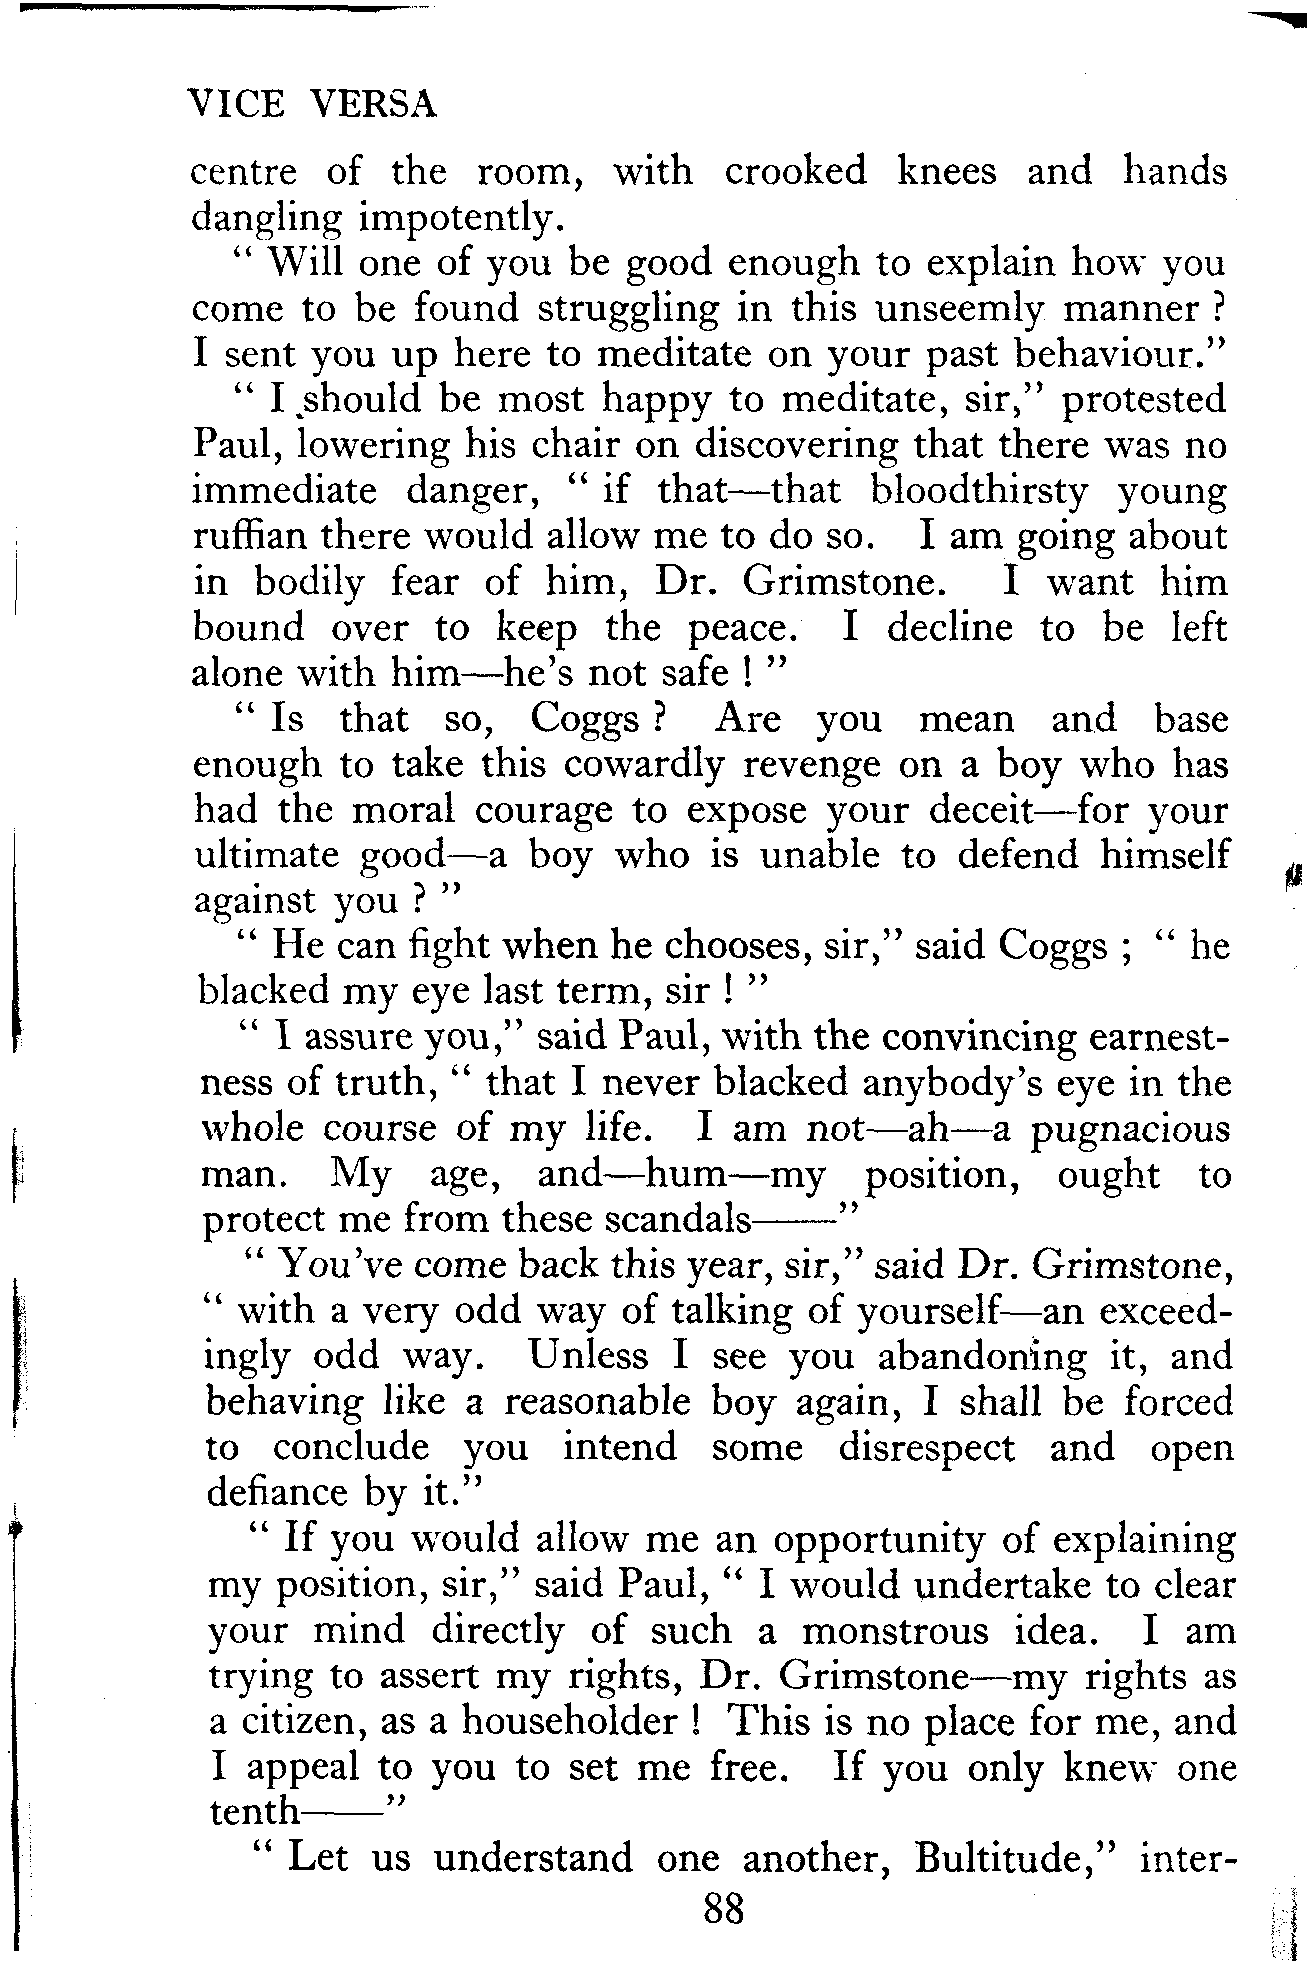 VICE VERSA
centre of the room, with crooked knees and hands
dangling impotently.
“ Will one of you be good enough to explain how you
come to be found struggling in this unseemly manner ?
I sent you up here to meditate on your past behaviour.”
“ I should be most happy to meditate, sir,” protested
Paul, lowering his chair on discovering that there was no
immediate danger, “ if that—that bloodthirsty young
ruffian there would allow me to do so. I am going about
in bodily fear of him, Dr. Grimstone. I want him
bound over to keep the peace. I decline to be left
alone with him—he’s not safe ! ”
“ Is that so, Coggs ? Are you mean and base
enough to take this cowardly revenge on a boy who has
had the moral courage to expose your deceit—for your
ultimate good—a boy who is unable to defend himself
against you ? ”
“ He can fight when he chooses, sir,” said Coggs ; “ he
blacked my eye last term, sir ! ”
“ I assure you,” said Paul, with the convincing earnest-
ness of truth, “ that I never blacked anybody’s eye in the
whole course of my life. I am not—ah—a pugnacious
man. My age, and—hum—my position, ought to
protect me from these scandals——”
“ You’ve come back this year, sir,” said Dr. Grimstone,
“ with a very odd way of talking of yourself—an exceed-
ingly odd way. Unless I see you abandoning it, and
behaving like a reasonable boy again, I shall be forced
to conclude you intend some disrespect and open
defiance by it.”
“ If you would allow me an opportunity of explaining
my position, sir,” said Paul, “ I would undertake to clear
your mind directly of such a monstrous idea. I am
trying to assert my rights, Dr. Grimstone—my rights as
a citizen, as a householder ! This is no place for me, and
I appeal to you to set me free. If you only knew one
tenth——”
“ Let us understand one another, Bultitude,” inter-
88